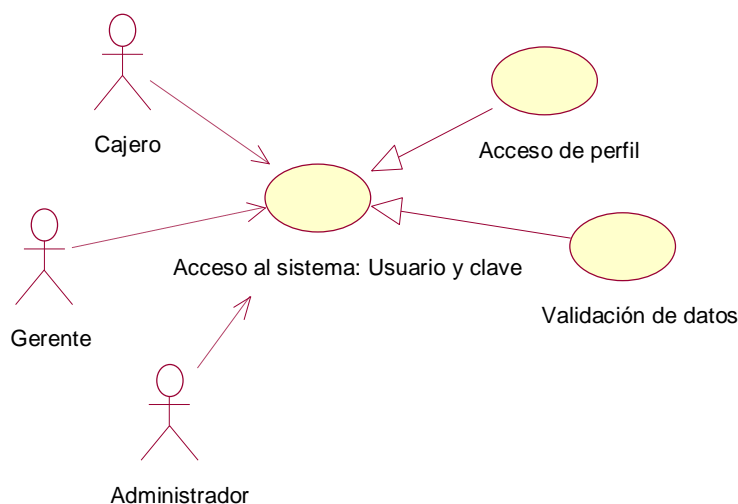 Cajero
Acceso de perfil
Acceso al sistema: Usuario y clave
Validación de datos
Gerente
Administrador